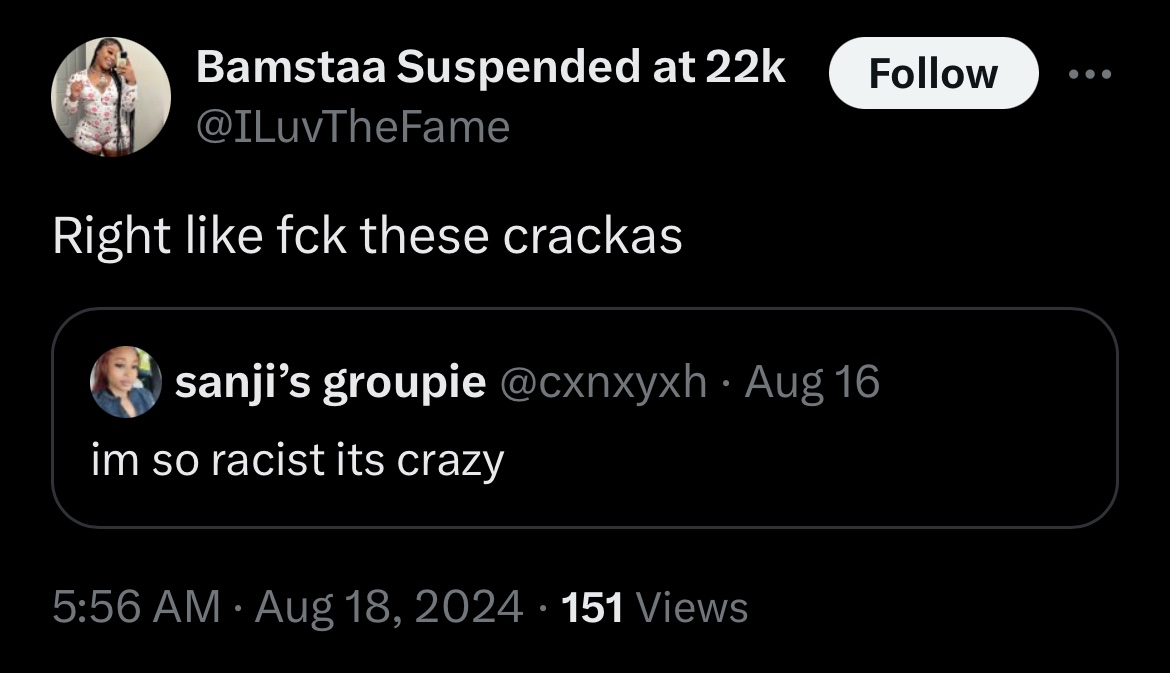 Bamstaa Suspended at 22k
Follow
@ILuvTheFame
Right like fck these crackas
sanji’s groupie @cxnxyxh · Aug 16
im so racist its crazy
5:56 AM · Aug 18, 2024 · 151 Views